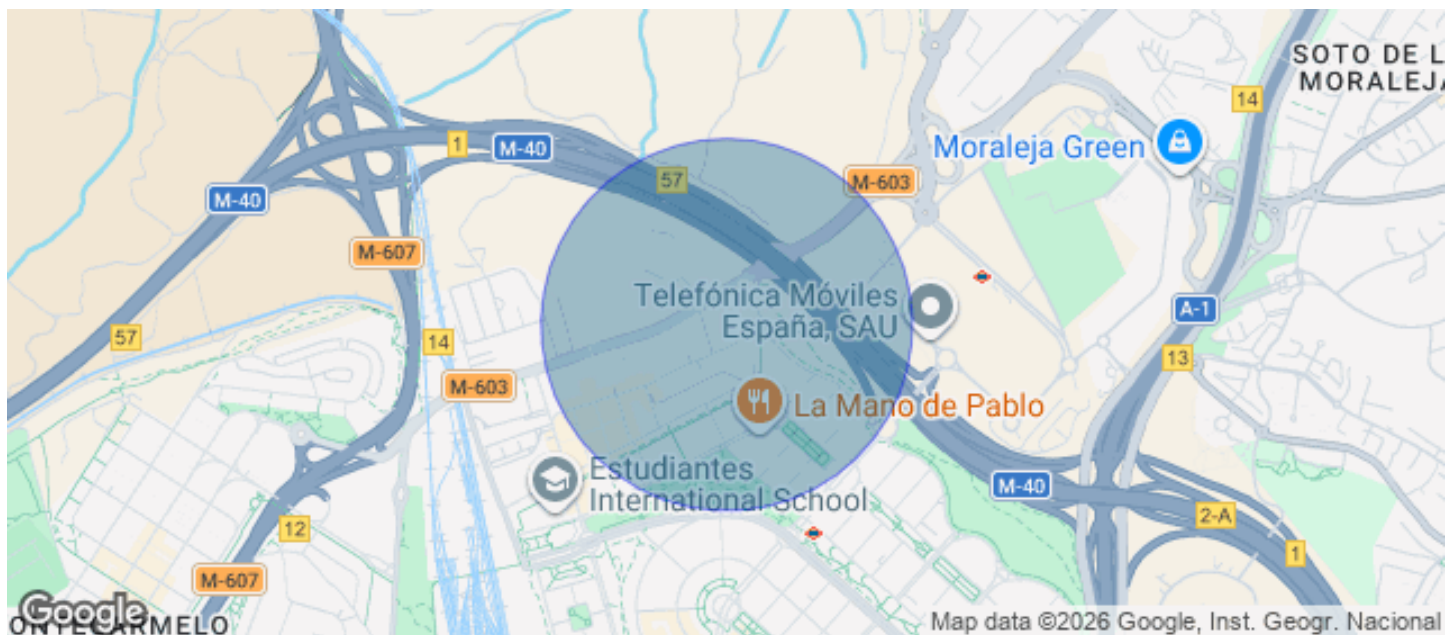 SOTO DE L
MORALEJA
14
Moraleja Green
1
M-40
57
M-603
M-40
M-607
Telefónica Móviles
España, SAU
A-1
57
14
13
M-603
La Mano de Pablo
Estudiantes
International School
M-40
2-A
12
1
M-607
Google
ONTECARMELO
Map data ©2026 Google, Inst. Geogr. Nacional